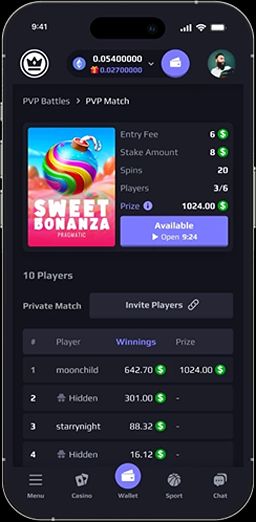 9:41
0.05400000
0.02700000
PVP Battles > PVP Match
SWEET
BONANZA
PRAGMATIC
Entry Fee 6
Stake Amount 8
Spins 20
Players 3/6
Prize 1024.00
Available
Open 9:24
10 Players
Private Match
Invite Players
# Player Winnings Prize
1 moonchild 642.70 1024.00
2 Hidden 301.00 -
3 starrynight 88.32 -
4 Hidden 16.12 -
Menu Casino Wallet Sport Chat